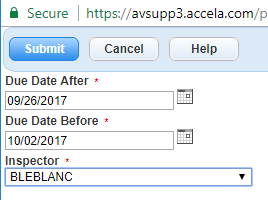 Secure https://avsupp3.accela.com/p
Submit Cancel Help
Due Date After *
09/26/2017
Due Date Before *
10/02/2017
Inspector *
BLEBLANC